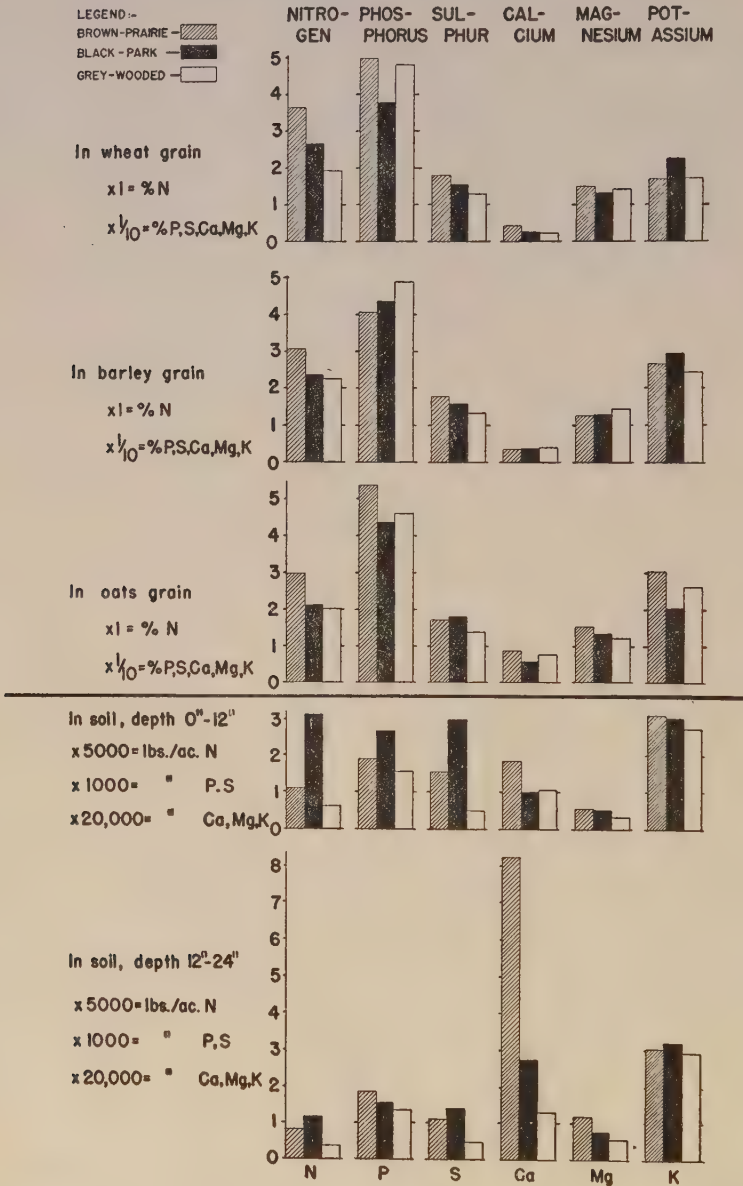 LEGEND:-
BROWN-PRAIRIE-
BLACK-PARK -
GREY-WOODED -
NITRO- PHOS- SUL- CAL- MAG- POT-
GEN PHORUS PHUR CIUM NESIUM ASSIUM
In wheat grain
x1 = %N
x 1/10 = %P,S,Ca,Mg,K
5
4
3
2
1
0
In barley grain
x1 = % N
x 1/10 = %P,S,Ca,Mg,K
5
4
3
2
1
0
In oats grain
x1 = % N
x 1/10 = %P,S,Ca,Mg,K
5
4
3
2
1
0
In soil, depth 0"-12"
x 5000 = lbs./ac. N
x 1000 = " P.S
x 20,000 = " Ca,Mg,K
3
2
1
0
In soil, depth 12"-24"
x 5000 = lbs./ac. N
x 1000 = " P,S
x 20,000 = " Ca,Mg,K
8
7
6
5
4
3
2
1
0
N P S Ca Mg K